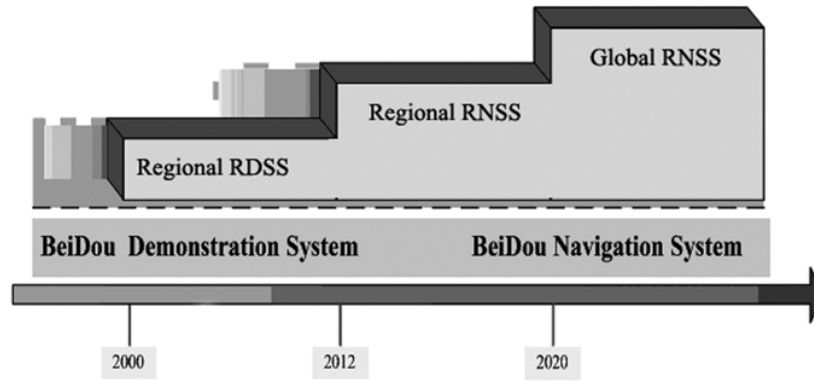 Global RNSS
Regional RNSS
Regional RDSS
BeiDou Demonstration System
BeiDou Navigation System
2000
2012
2020